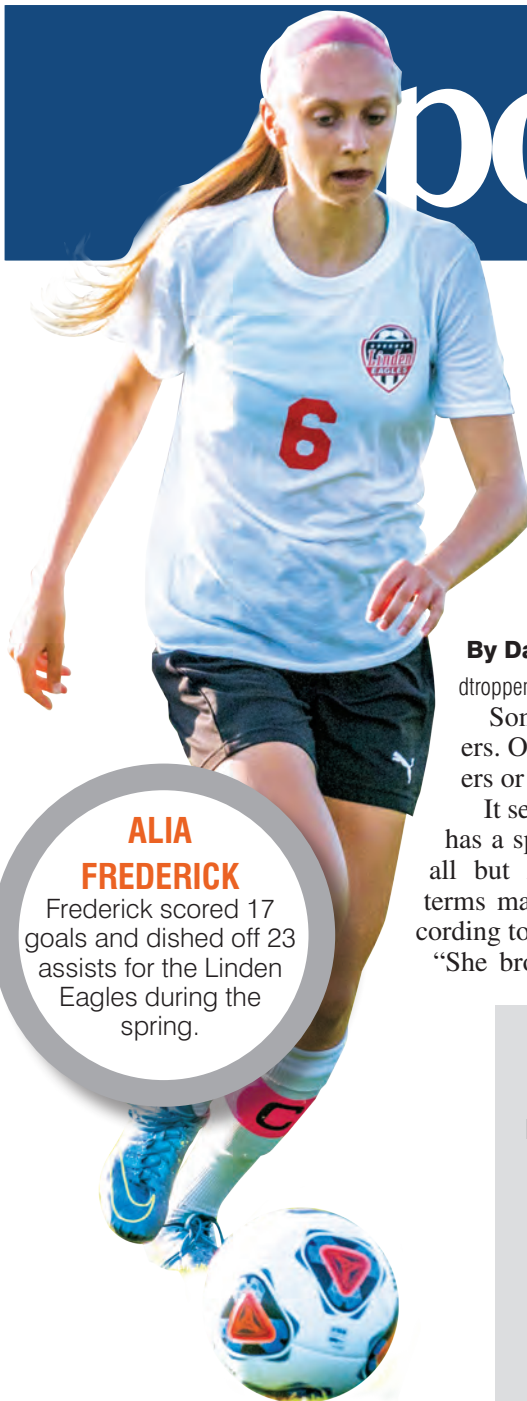 po
Linden
EAGLES
6
By Da
dtropper
Son
ers. O
ers or
It se
has a sp
all but
terms ma
cording to
“She bro
ALIA
FREDERICK
Frederick scored 17
goals and dished off 23
assists for the Linden
Eagles during the
spring.
C